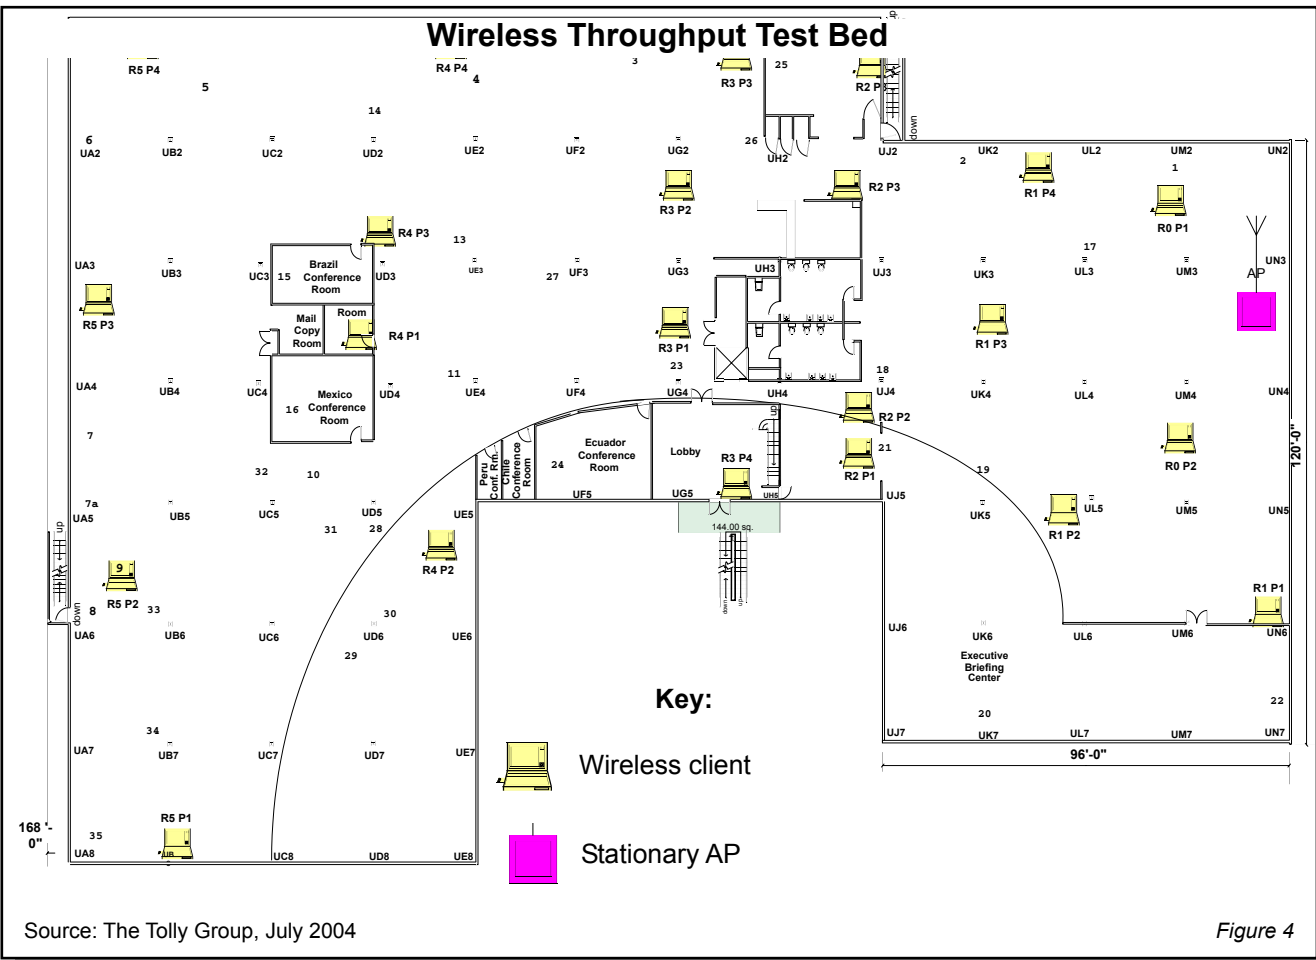 up
Wireless Throughput Test Bed
R5 P4
R4 P4
3
R3 P3
25
R2 P3
5
4
14
down
6
UA2
UB2
UC2
UD2
UE2
UF2
UG2
26
UH2
UJ2
UK2
2
UL2
UM2
1
UN2
R3 P2
R2 P3
R1 P4
R0 P1
R4 P3
13
17
UA3
UB3
UC3
15
Brazil
Conference
Room
UD3
UE3
27
UF3
UG3
UH3
UJ3
UK3
UL3
UM3
UN3
AP
R5 P3
Mail
Copy
Room
Room
R4 P1
R3 P1
R1 P3
23
18
11
UA4
UB4
UC4
UD4
UE4
UF4
UG4
UH4
UJ4
UK4
UL4
UM4
UN4
16
Mexico
Conference
Room
up
R2 P2
7
21
R0 P2
120'-0"
Peru
Conf. Rm.
Chile
Conference
Room
24
Ecuador
Conference
Room
Lobby
R3 P4
R2 P1
19
32
10
7a
UA5
UB5
UC5
UD5
UE5
UF5
UG5
UH5
UJ5
UK5
UL5
UM5
UN5
up
31
28
144.00 sq.
R1 P2
R4 P2
9
R5 P2
down
up
R1 P1
down
8
33
30
UA6
UB6
UC6
UD6
UE6
UJ6
UK6
UL6
UM6
UN6
29
Executive
Briefing
Center
Key:
22
20
34
UA7
UB7
UC7
UD7
UE7
UJ7
UK7
UL7
UM7
UN7
96'-0"
Wireless client
R5 P1
168 '-
0"
35
UA8
UB
UC8
UD8
UE8
Stationary AP
Source: The Tolly Group, July 2004
Figure 4